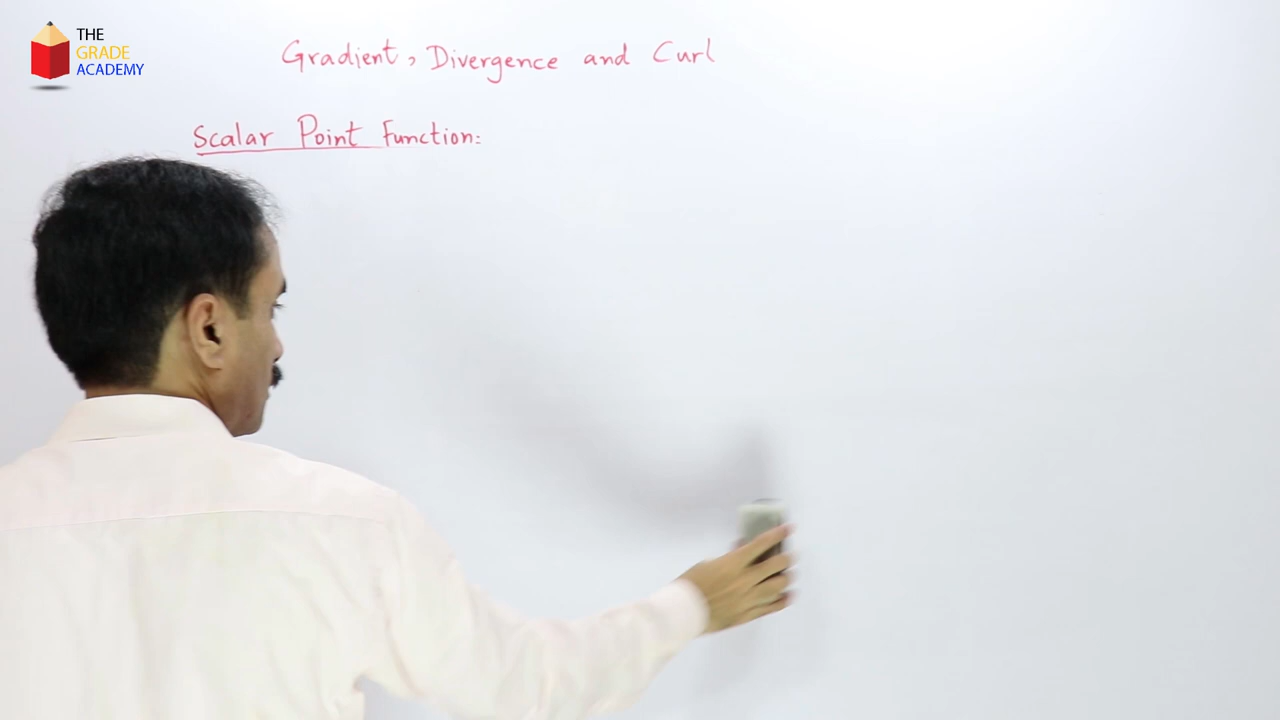 THE
GRADE
ACADEMY
Gradient, Divergence and Curl
Scalar Point Function: